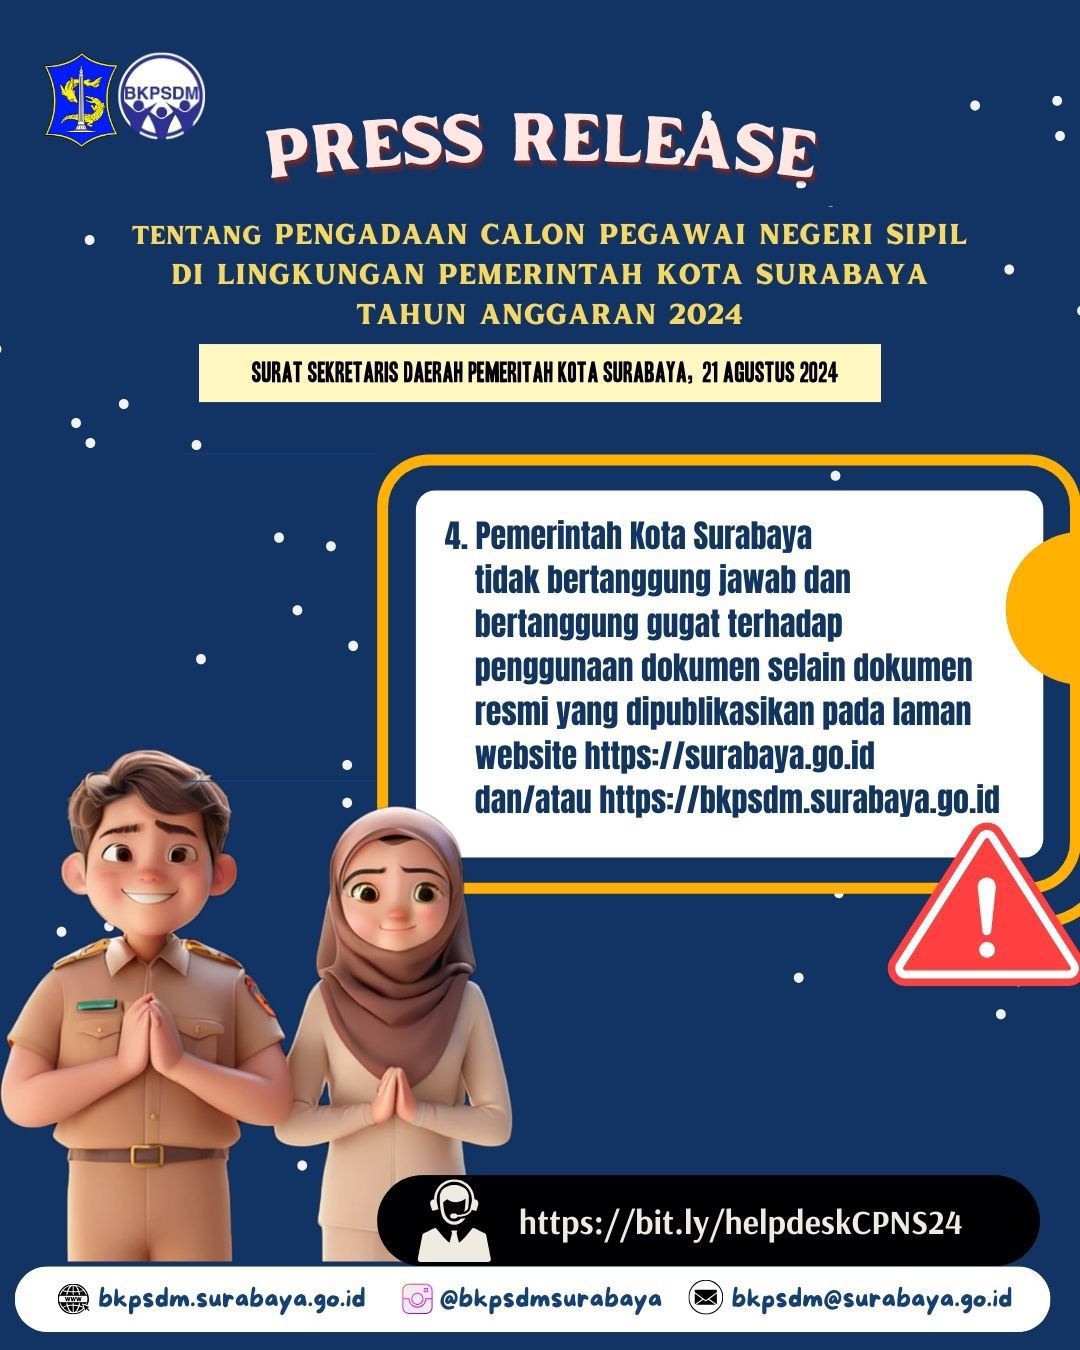 BKPSDM
PRESS RELEASE
TENTANG PENGADAAN CALON PEGAWAI NEGERI SIPIL
DI LINGKUNGAN PEMERINTAH KOTA SURABAYA
TAHUN ANGGARAN 2024
SURAT SEKRETARIS DAERAH PEMERITAH KOTA SURABAYA, 21 AGUSTUS 2024
4. Pemerintah Kota Surabaya
tidak bertanggung jawab dan
bertanggung gugat terhadap
penggunaan dokumen selain dokumen
resmi yang dipublikasikan pada laman
website https://surabaya.go.id
dan/atau https://bkpsdm.surabaya.go.id
https://bit.ly/helpdeskCPNS24
www bkpsdm.surabaya.go.id @bkpsdmsurabaya bkpsdm@surabaya.go.id